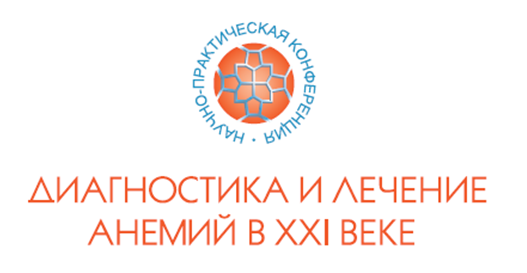 НАУЧНО-ПРАКТИЧЕСКАЯ КОНФЕРЕНЦИЯ ·
ДИАГНОСТИКА И ЛЕЧЕНИЕ
АНЕМИЙ В XXI ВЕКЕ